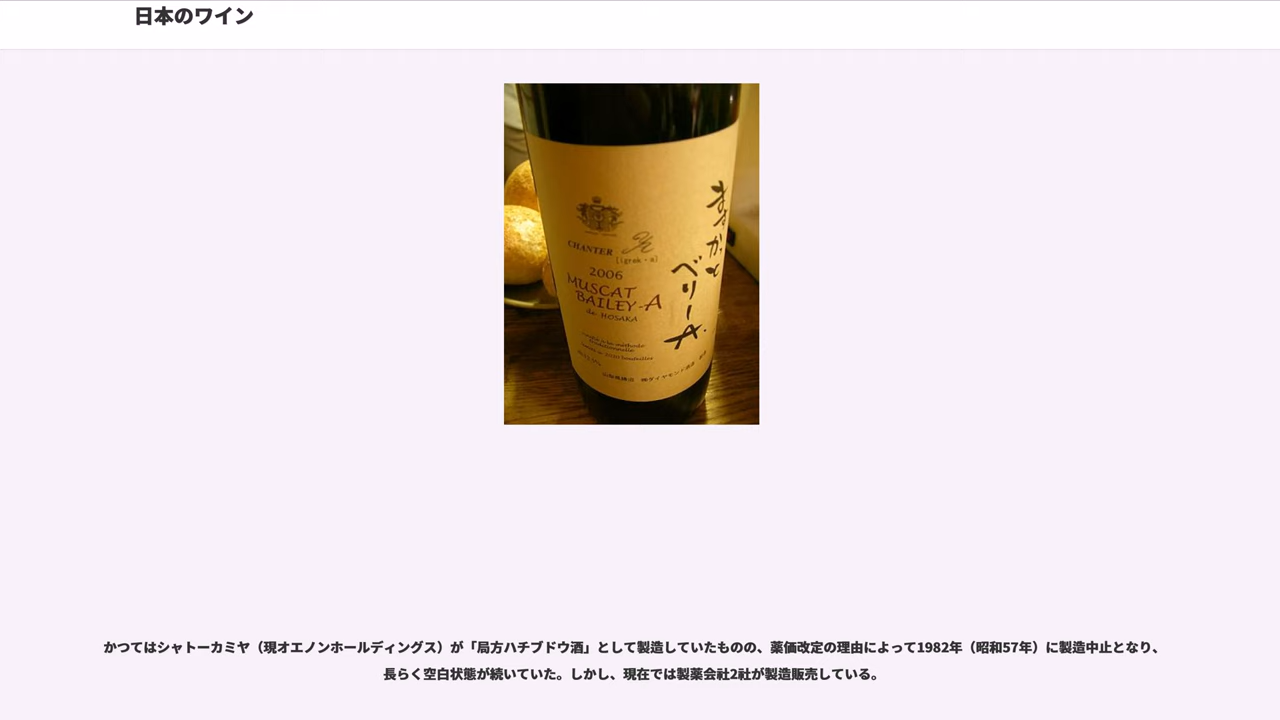 日本のワイン
CHANTER
[igrek・a]
2006
MUSCAT
BAILEY-A
de HOSAKA
ますかっと
ベリーA.
かつてはシャトーカミヤ（現オエノンホールディングス）が「局方ハチブドウ酒」として製造していたものの、薬価改定の理由によって1982年（昭和57年）に製造中止となり、
長らく空白状態が続いていた。しかし、現在では製薬会社2社が製造販売している。